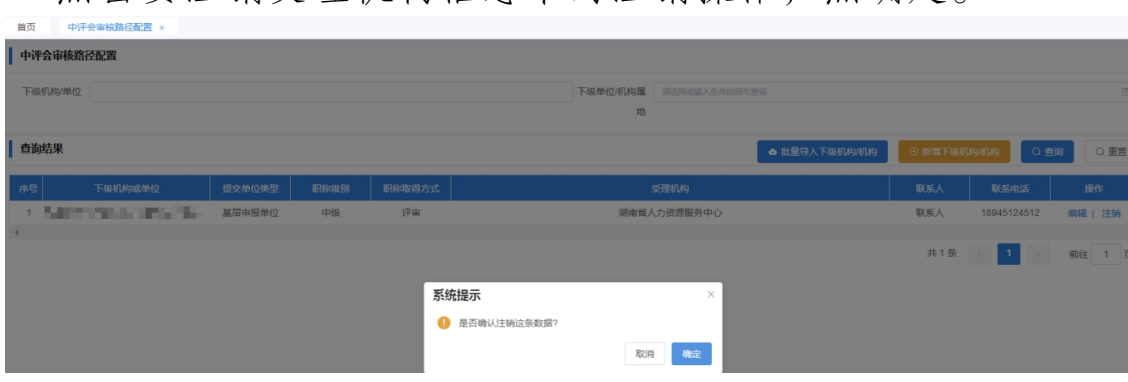 首页 中评会审核路径配置 ×
中评会审核路径配置
下级机构/单位 下级单位/机构属地 请选择或输入条件按回车查询
查询结果 批量导入下级机构/机构 新增下级机构/机构 查询 重置
序号 下级机构或单位 提交单位类型 职称级别 职称取得方式 受理机构 联系人 联系电话 操作
1 基层申报单位 中级 评审 湖南省人力资源服务中心 联系人 18945124512 编辑 | 注销
共 1 条 < 1 > 前往 1 页
系统提示 ×
是否确认注销这条数据?
取消 确定